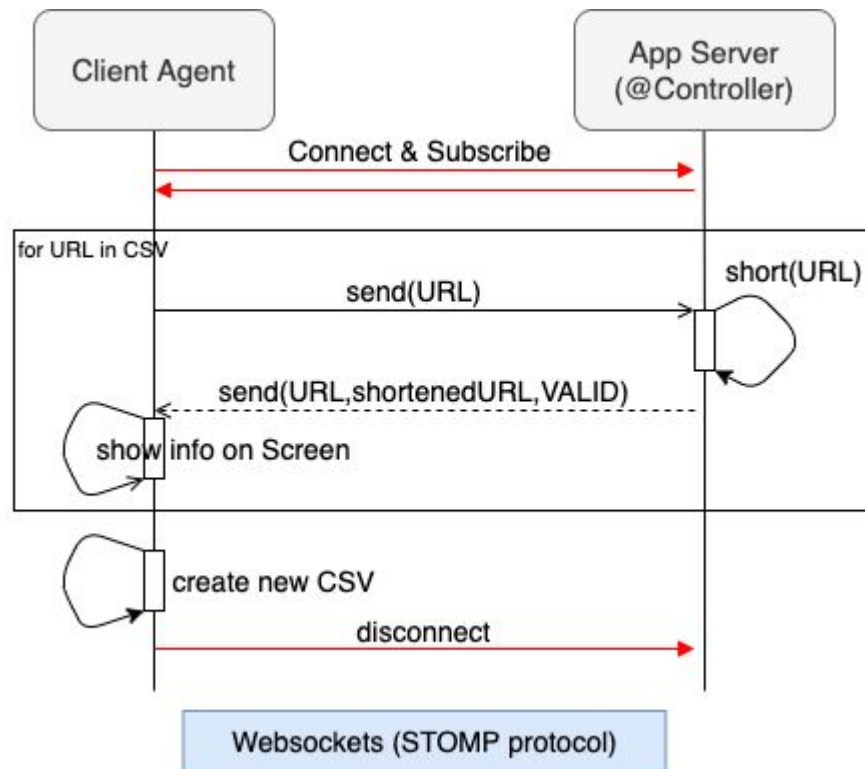 Client Agent
App Server
(@Controller)
Connect & Subscribe
for URL in CSV
short(URL)
send(URL)
send(URL,shortenedURL,VALID)
show info on Screen
create new CSV
disconnect
Websockets (STOMP protocol)